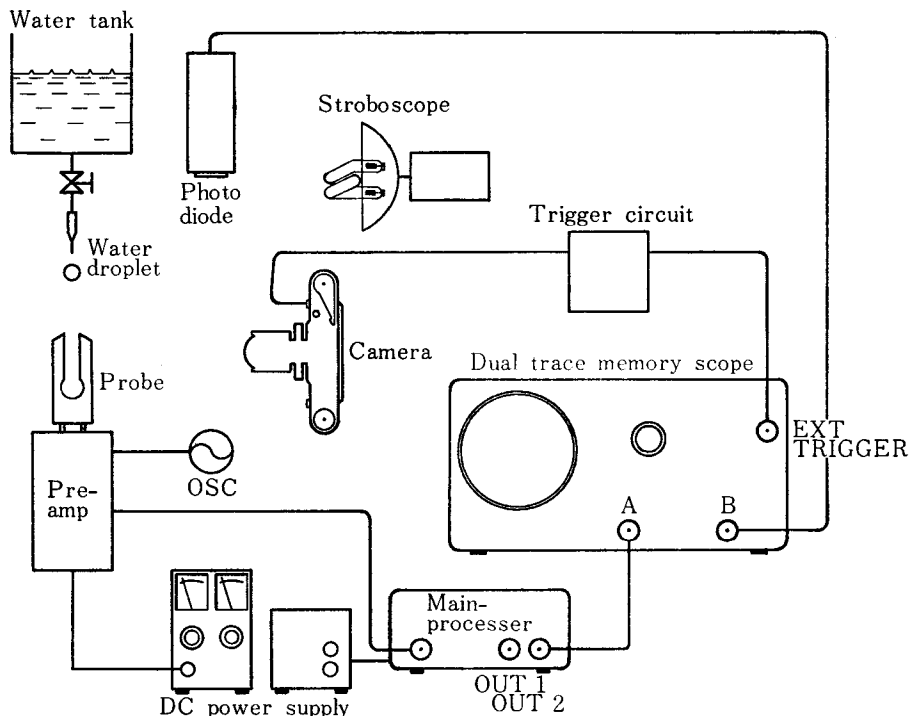 Water tank
Stroboscope
Photo
diode
Trigger circuit
Water
droplet
Camera
Dual trace memory scope
Probe
EXT
TRIGGER
OSC
Pre-
amp
A
B
Main-
processer
OUT 1
OUT 2
DC power supply